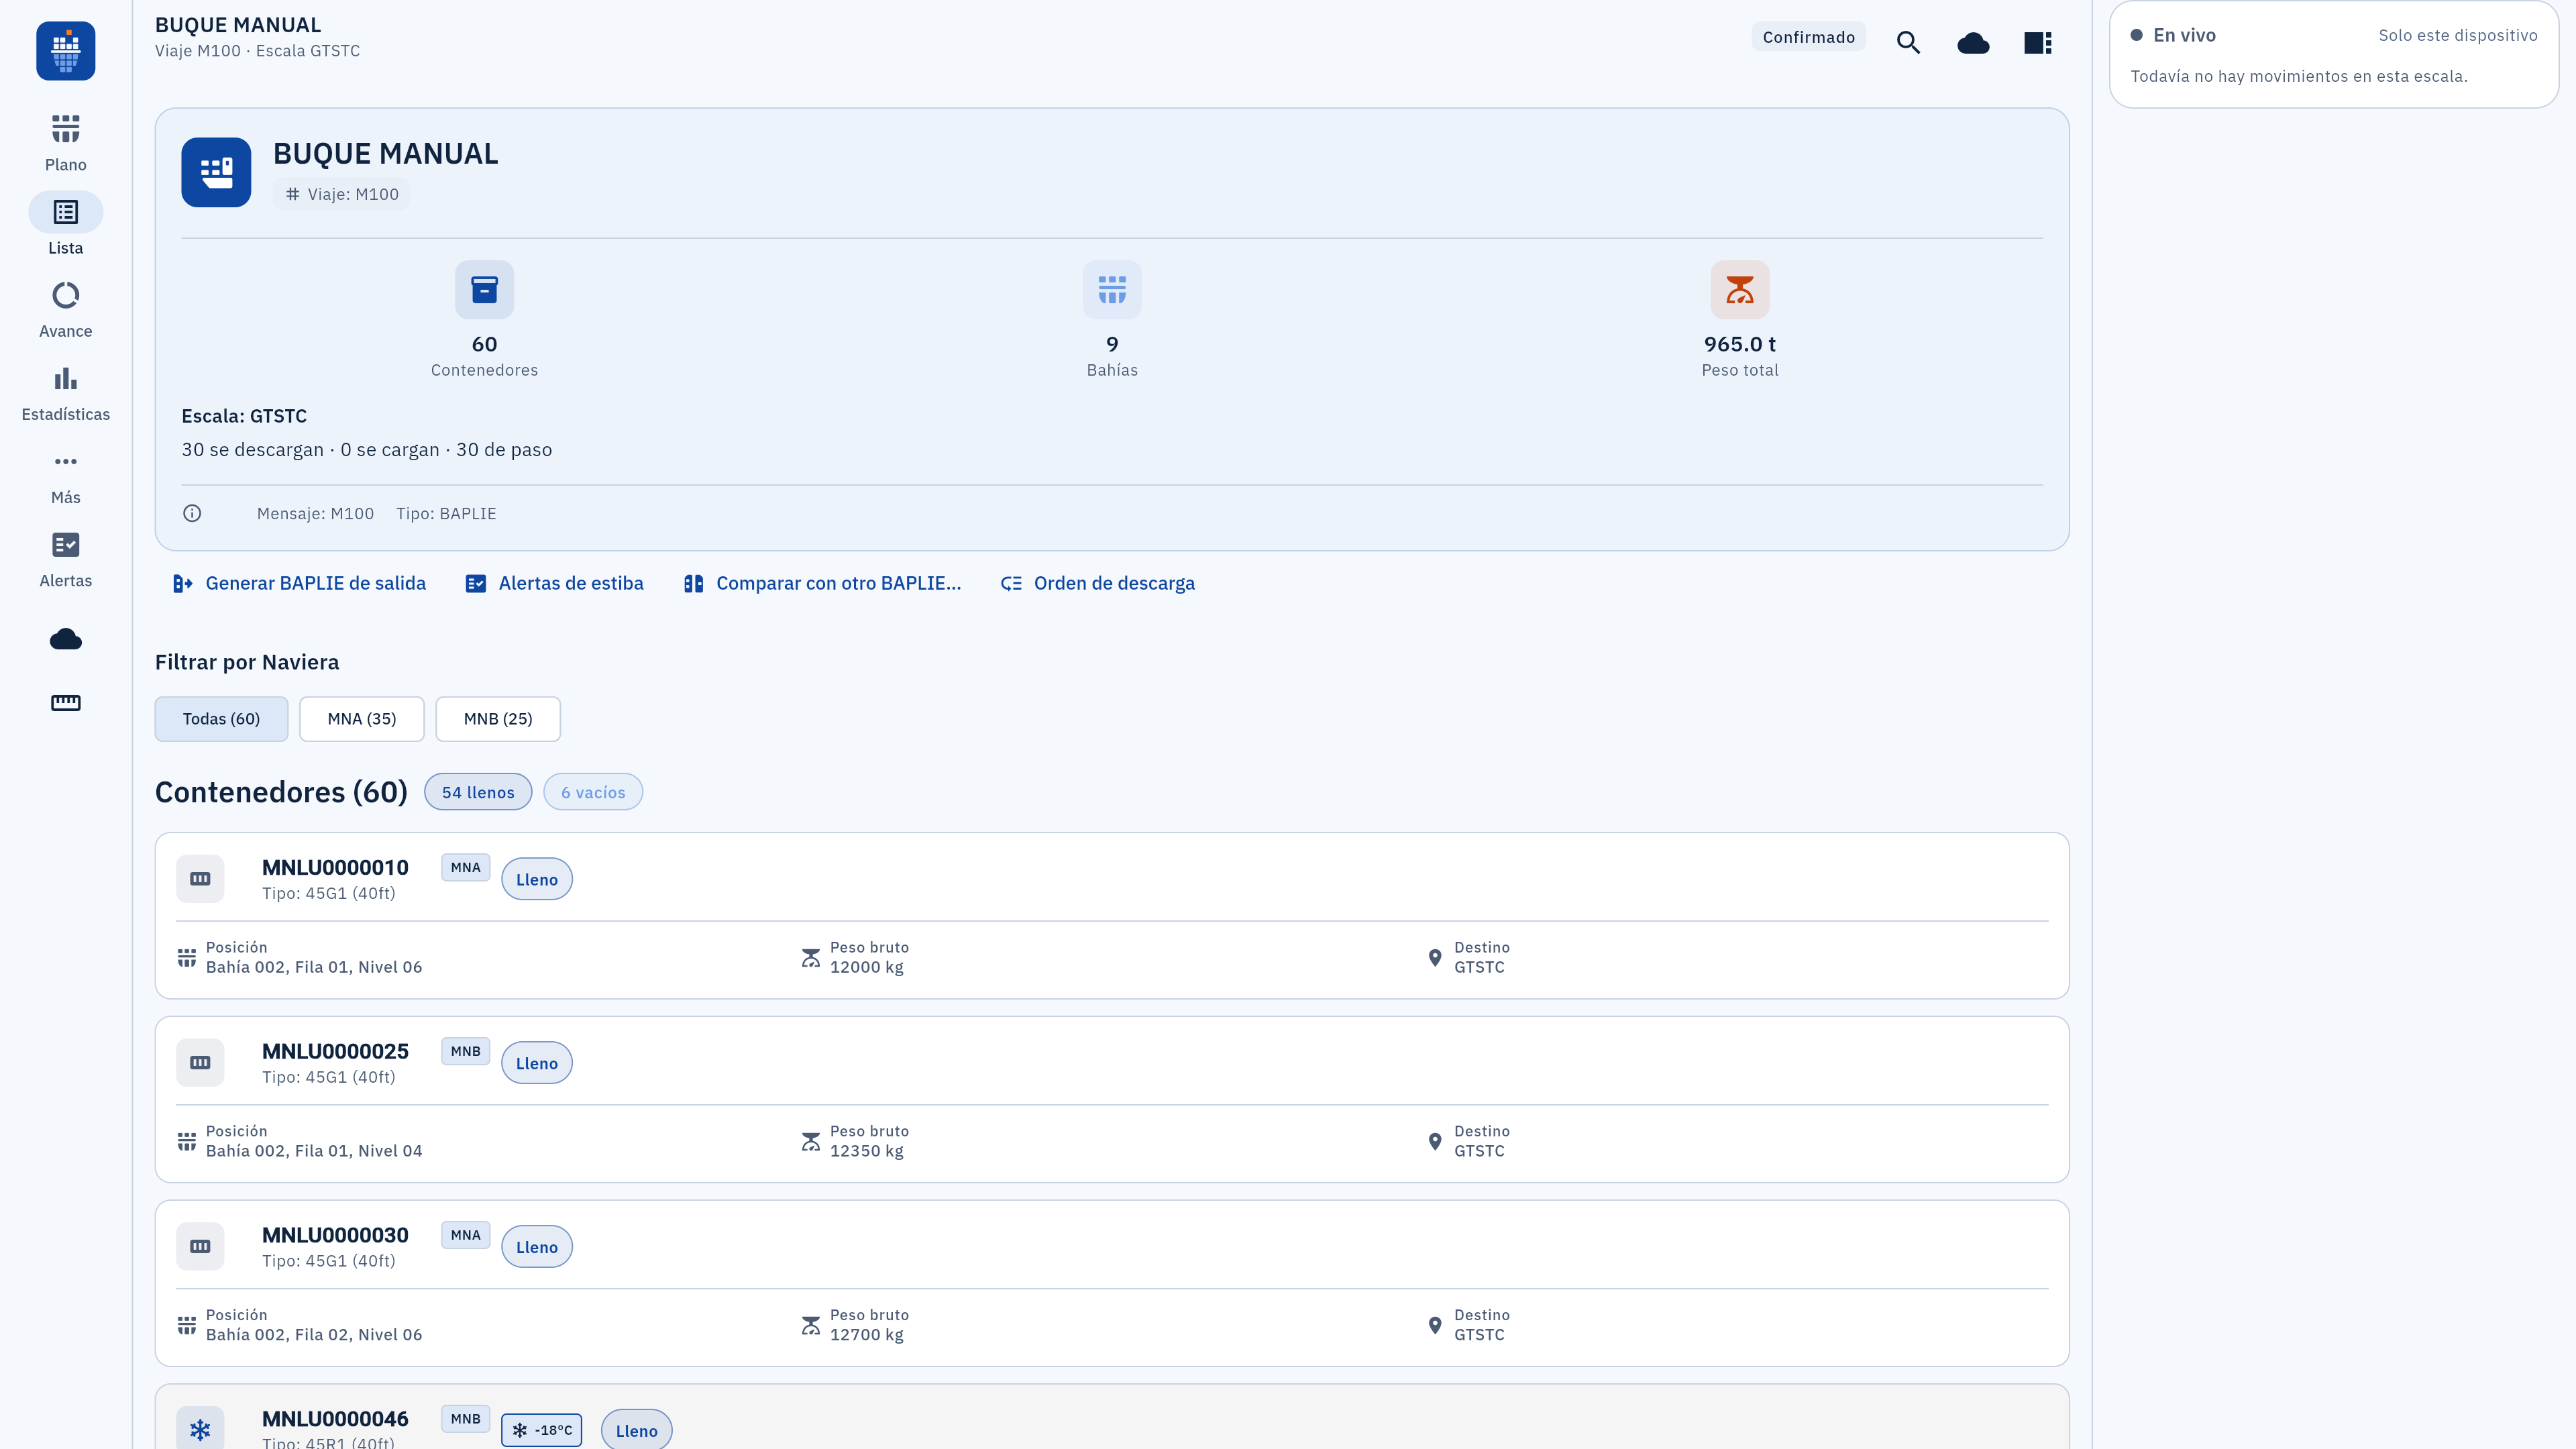 BUQUE MANUAL
Viaje M100 · Escala GTSTC
Confirmado
Plano
Lista
Avance
Estadísticas
Más
Alertas
BUQUE MANUAL
Viaje: M100
60
Contenedores
9
Bahías
965.0 t
Peso total
Escala: GTSTC
30 se descargan · 0 se cargan · 30 de paso
Mensaje: M100 Tipo: BAPLIE
Generar BAPLIE de salida
Alertas de estiba
Comparar con otro BAPLIE...
Orden de descarga
Filtrar por Naviera
Todas (60)
MNA (35)
MNB (25)
Contenedores (60)
54 llenos
6 vacíos
MNLU0000010
MNA
Lleno
Tipo: 45G1 (40ft)
Posición
Bahía 002, Fila 01, Nivel 06
Peso bruto
12000 kg
Destino
GTSTC
MNLU0000025
MNB
Lleno
Tipo: 45G1 (40ft)
Posición
Bahía 002, Fila 01, Nivel 04
Peso bruto
12350 kg
Destino
GTSTC
MNLU0000030
MNA
Lleno
Tipo: 45G1 (40ft)
Posición
Bahía 002, Fila 02, Nivel 06
Peso bruto
12700 kg
Destino
GTSTC
MNLU0000046
MNB
-18°C
Lleno
Tipo: 45R1 (40ft)
En vivo
Solo este dispositivo
Todavía no hay movimientos en esta escala.